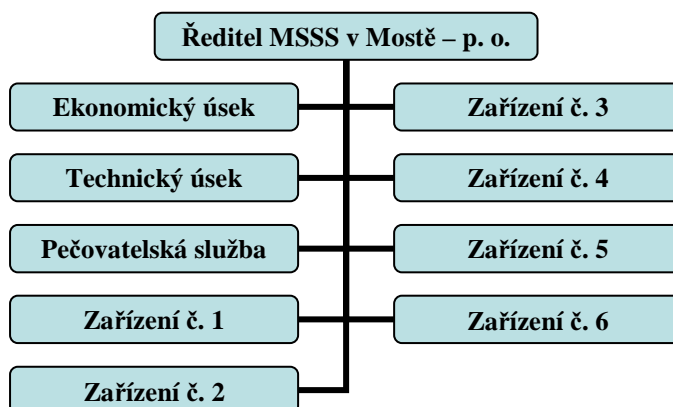 Ředitel MSSS v Mostě – p. o.
Ekonomický úsek
Zařízení č. 3
Technický úsek
Zařízení č. 4
Pečovatelská služba
Zařízení č. 5
Zařízení č. 1
Zařízení č. 6
Zařízení č. 2